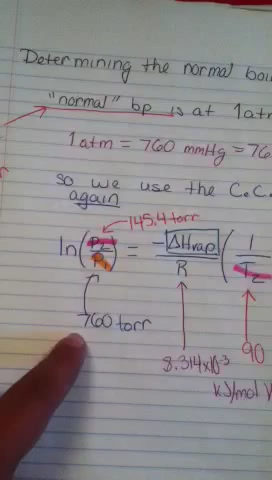 Determining the normal boi
"normal" bp is at 1atm
1atm = 760 mmHg = 76
so we use the C.C.
again
145.4 torr
ln(P₂/P₁) = -ΔHvap/R (1/T₂
760 torr
8.314x10⁻³
90
kJ/mol